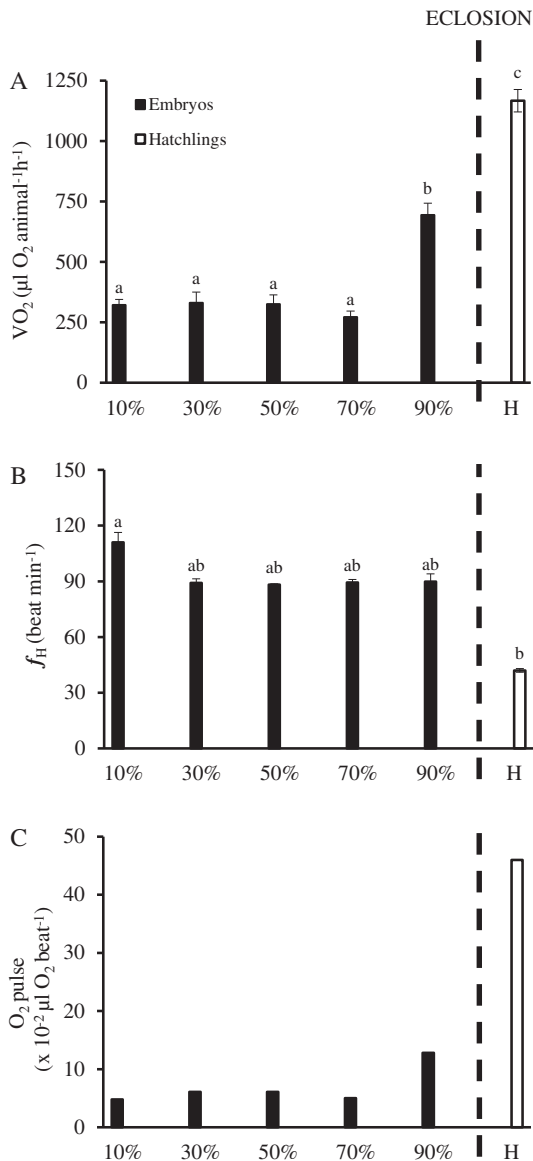 ECLOSION
A
1250
1000
750
500
250
0
VO₂ (µl O₂ animal⁻¹h⁻¹)
Embryos
Hatchlings
a
a
a
a
b
c
10% 30% 50% 70% 90% H
B
150
120
90
60
30
0
fH (beat min⁻¹)
a
ab
ab
ab
ab
b
10% 30% 50% 70% 90% H
C
50
40
30
20
10
0
O₂ pulse
(x 10⁻² µl O₂ beat⁻¹)
10% 30% 50% 70% 90% H